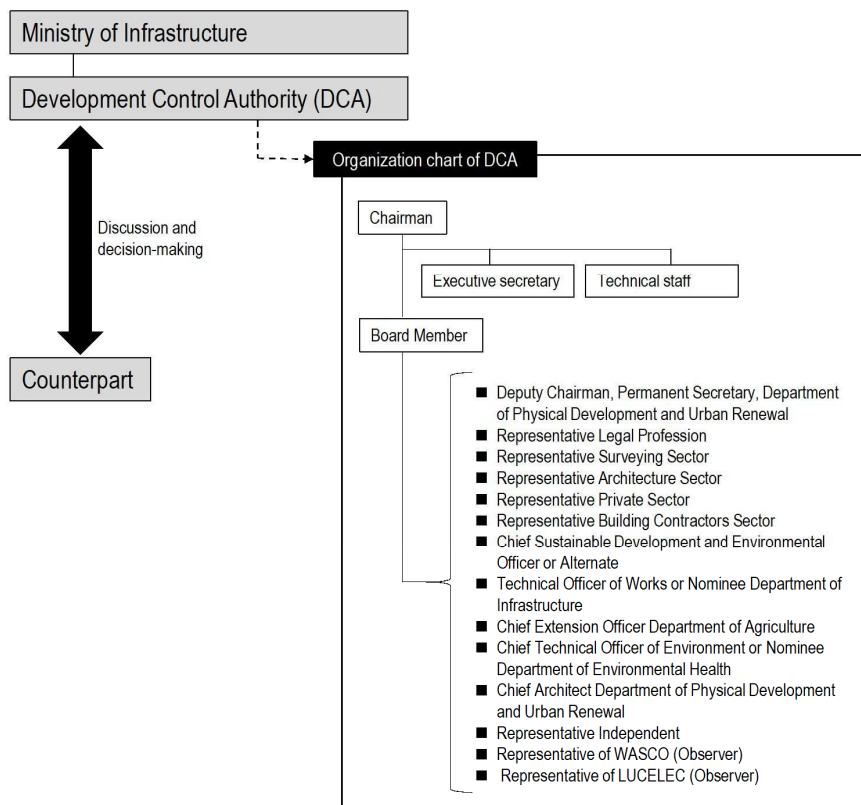 Ministry of Infrastructure
Development Control Authority (DCA)
Organization chart of DCA
Discussion and
decision-making
Counterpart
Chairman
Executive secretary
Technical staff
Board Member
■ Deputy Chairman, Permanent Secretary, Department
of Physical Development and Urban Renewal
■ Representative Legal Profession
■ Representative Surveying Sector
■ Representative Architecture Sector
■ Representative Private Sector
■ Representative Building Contractors Sector
■ Chief Sustainable Development and Environmental
Officer or Alternate
■ Technical Officer of Works or Nominee Department of
Infrastructure
■ Chief Extension Officer Department of Agriculture
■ Chief Technical Officer of Environment or Nominee
Department of Environmental Health
■ Chief Architect Department of Physical Development
and Urban Renewal
■ Representative Independent
■ Representative of WASCO (Observer)
■ Representative of LUCELEC (Observer)